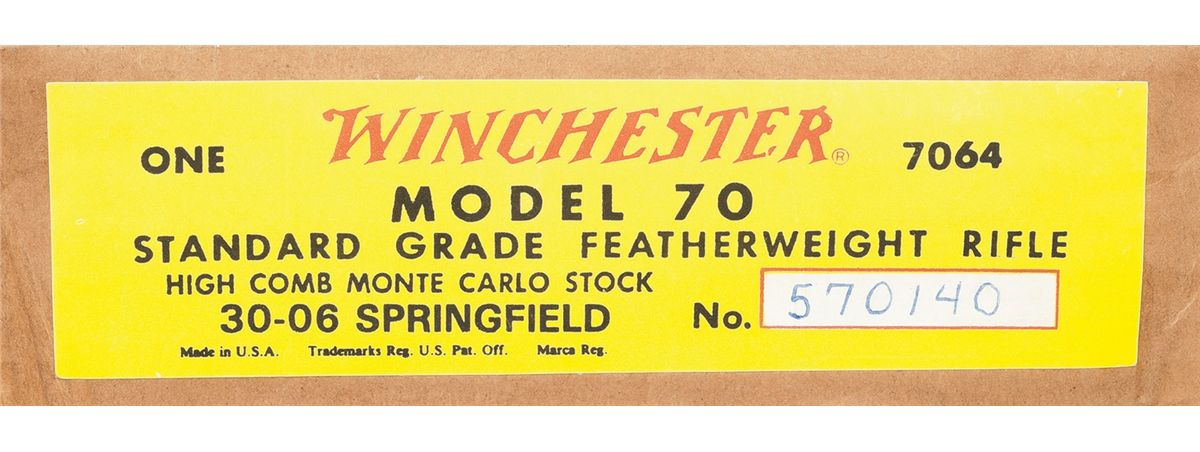 ONE WINCHESTER® 7064
MODEL 70
STANDARD GRADE FEATHERWEIGHT RIFLE
HIGH COMB MONTE CARLO STOCK
30-06 SPRINGFIELD No. 570140
Made in U.S.A. Trademarks Reg. U.S. Pat. Off. Marca Reg.